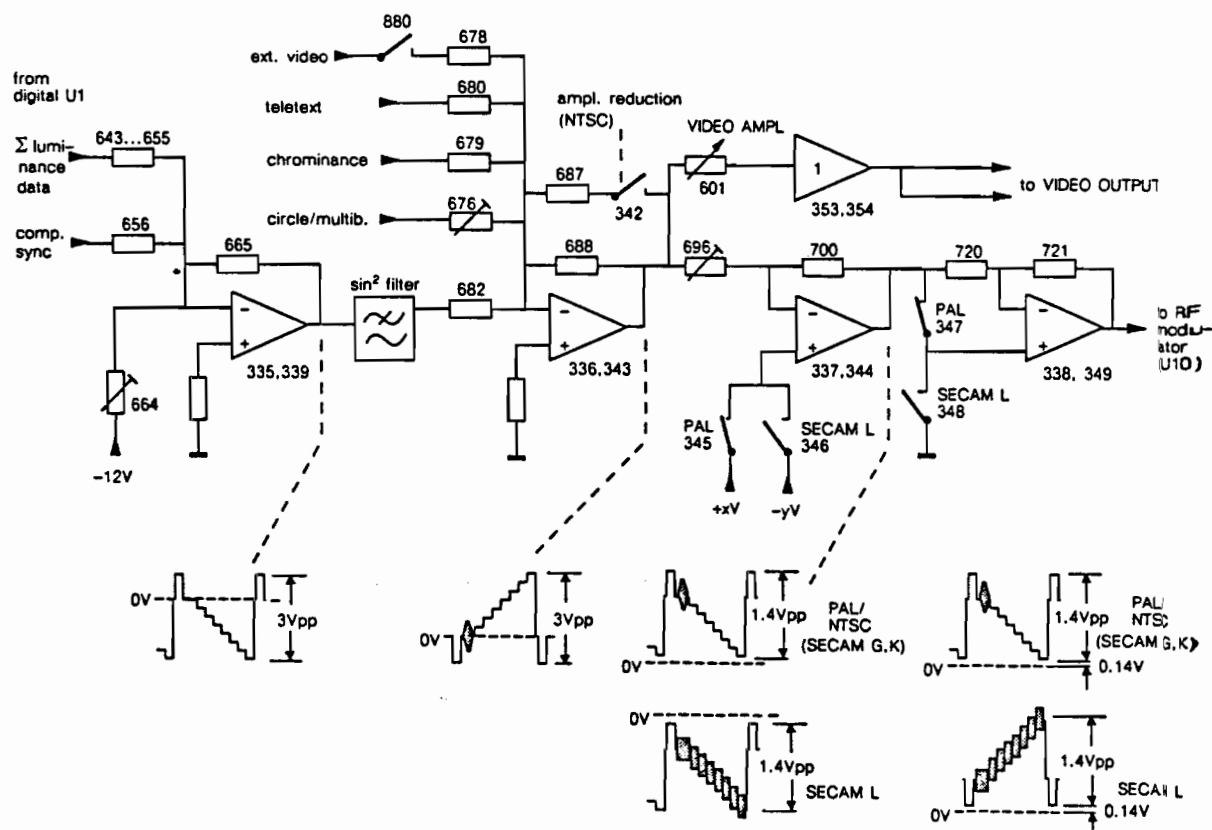 880
ext. video
678
from
digital U1
teletext
680
ampl. reduction
(NTSC)
VIDEO AMPL
Σ lumi-
nance
data
643...655
chrominance
679
687
601
1
to VIDEO OUTPUT
353,354
circle/multib.
676
342
comp.
sync
656
665
688
696
700
720
721
sin² filter
682
PAL
347
-
+
335,339
-
+
336,343
-
+
337,344
-
+
338, 349
to RF
modu-
lator
(U10)
664
SECAM L
348
PAL
345
SECAM L
346
-12V
+xV
-yV
0V
3Vpp
0V
3Vpp
1.4Vpp
0V
PAL/
NTSC
(SECAM G,K)
1.4Vpp
0V
0.14V
PAL/
NTSC
(SECAM G,K)
0V
1.4Vpp
SECAM L
1.4Vpp
0V
SECAM L
0.14V